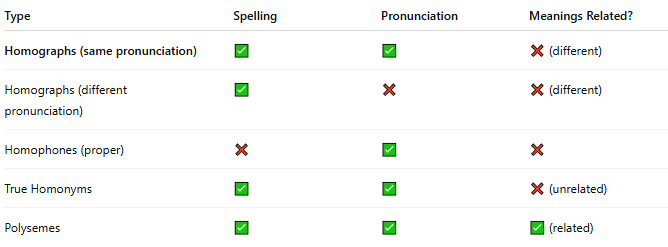 Type Spelling Pronunciation Meanings Related?
Homographs (same pronunciation) ✅ ✅ ❌ (different)
Homographs (different ✅ ❌ ❌ (different)
pronunciation)
Homophones (proper) ❌ ✅ ❌
True Homonyms ✅ ✅ ❌ (unrelated)
Polysemes ✅ ✅ ✅ (related)